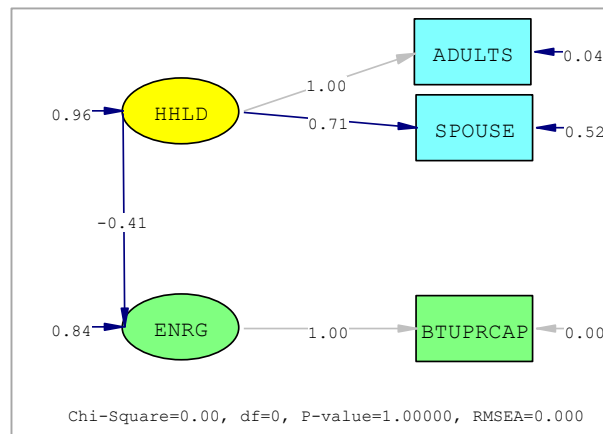 ADULTS
0.04
1.00
0.96
HHLD
0.71
SPOUSE
0.52
-0.41
0.84
ENRG
1.00
BTUPRCAP
0.00
Chi-Square=0.00, df=0, P-value=1.00000, RMSEA=0.000